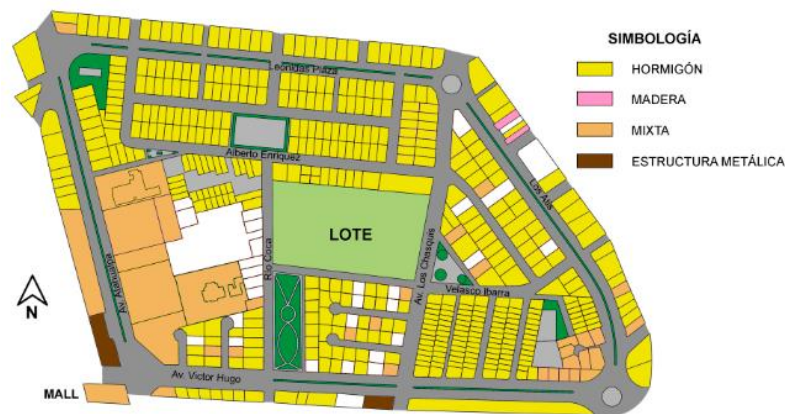 SIMBOLOGÍA
HORMIGÓN
MADERA
MIXTA
ESTRUCTURA METÁLICA
Leonidas Plaza
Alberto Enriquez
Los Alis
LOTE
Río Coca
Av. Los Chasquis
Av. Atahualpa
Velasco Ibarra
N
Av. Victor Hugo
MALL